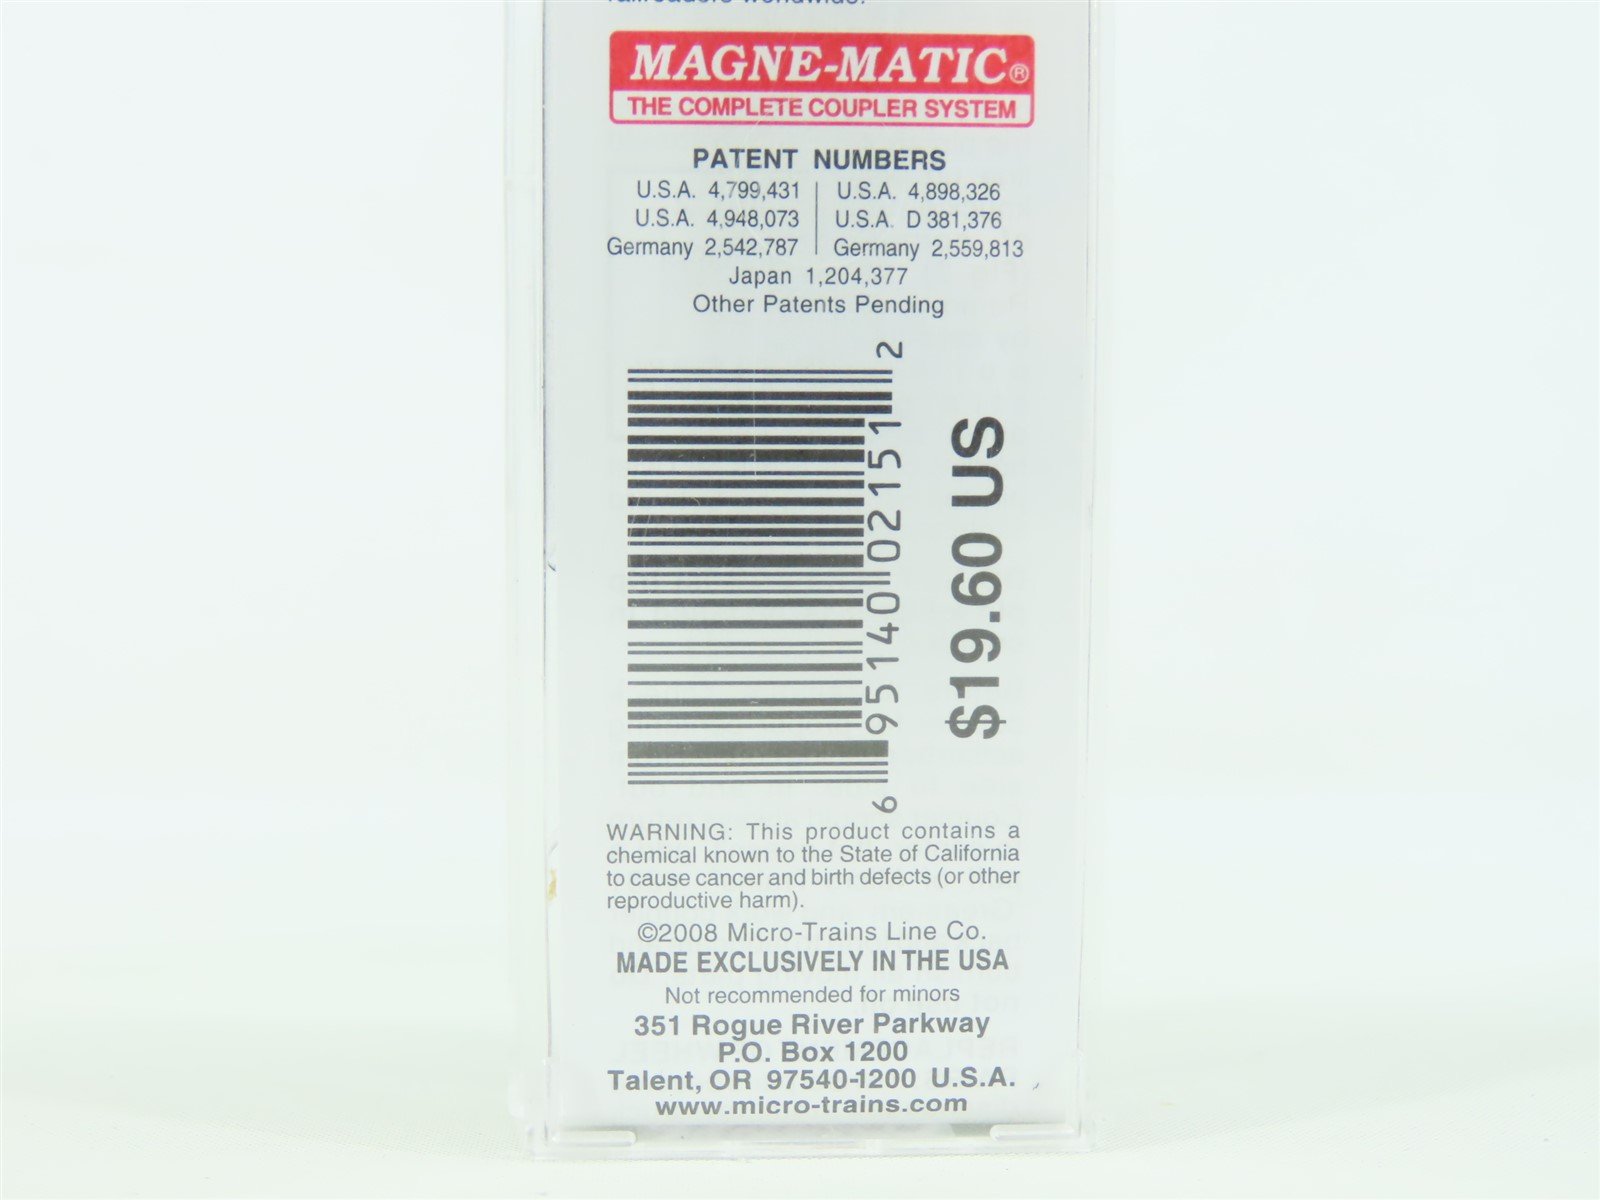 worldwide.
MAGNE-MATIC®
THE COMPLETE COUPLER SYSTEM
PATENT NUMBERS
U.S.A. 4,799,431 | U.S.A. 4,898,326
U.S.A. 4,948,073 | U.S.A. D 381,376
Germany 2,542,787 | Germany 2,559,813
Japan 1,204,377
Other Patents Pending
6 95140 02151 2
$19.60 US
WARNING: This product contains a
chemical known to the State of California
to cause cancer and birth defects (or other
reproductive harm).
©2008 Micro-Trains Line Co.
MADE EXCLUSIVELY IN THE USA
Not recommended for minors
351 Rogue River Parkway
P.O. Box 1200
Talent, OR 97540-1200 U.S.A.
www.micro-trains.com